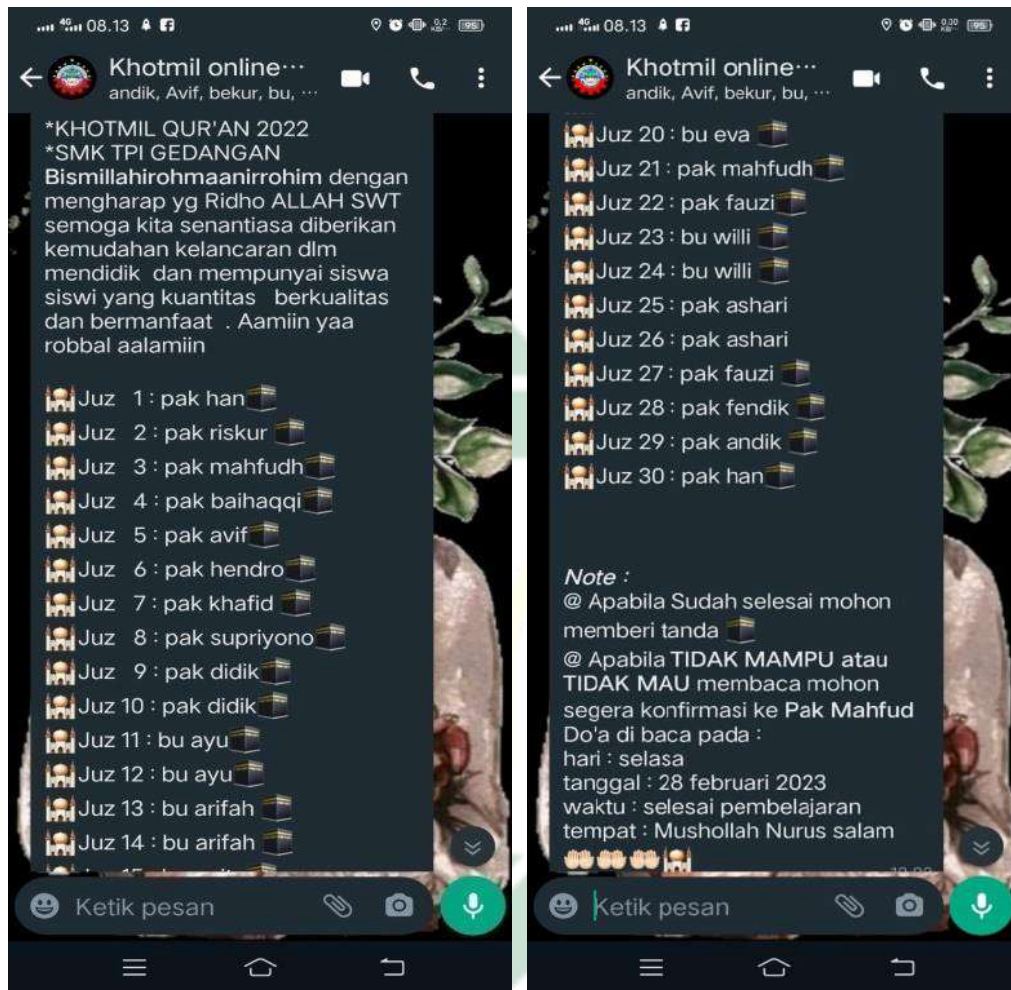 4G 08.13
0,2 KB/s 95
Khotmil online...
andik, Avif, bekur, bu, ...
*KHOTMIL QUR'AN 2022
*SMK TPI GEDANGAN
Bismillahirohmaanirrohim dengan
mengharap yg Ridho ALLAH SWT
semoga kita senantiasa diberikan
kemudahan kelancaran dlm
mendidik dan mempunyai siswa
siswi yang kuantitas berkualitas
dan bermanfaat . Aamiin yaa
robbal aalamiin
Juz 1 : pak han
Juz 2 : pak riskur
Juz 3 : pak mahfudh
Juz 4 : pak baihaqqi
Juz 5 : pak avif
Juz 6 : pak hendro
Juz 7 : pak khafid
Juz 8 : pak supriyono
Juz 9 : pak didik
Juz 10 : pak didik
Juz 11 : bu ayu
Juz 12 : bu ayu
Juz 13 : bu arifah
Juz 14 : bu arifah
Ketik pesan
4G 08.13
KB/s 95
Khotmil online...
andik, Avif, bekur, bu, ...
Juz 20 : bu eva
Juz 21 : pak mahfudh
Juz 22 : pak fauzi
Juz 23 : bu willi
Juz 24 : bu willi
Juz 25 : pak ashari
Juz 26 : pak ashari
Juz 27 : pak fauzi
Juz 28 : pak fendik
Juz 29 : pak andik
Juz 30 : pak han
Note :
@ Apabila Sudah selesai mohon
memberi tanda
@ Apabila TIDAK MAMPU atau
TIDAK MAU membaca mohon
segera konfirmasi ke Pak Mahfud
Do'a di baca pada :
hari : selasa
tanggal : 28 februari 2023
waktu : selesai pembelajaran
tempat : Mushollah Nurus salam
Ketik pesan